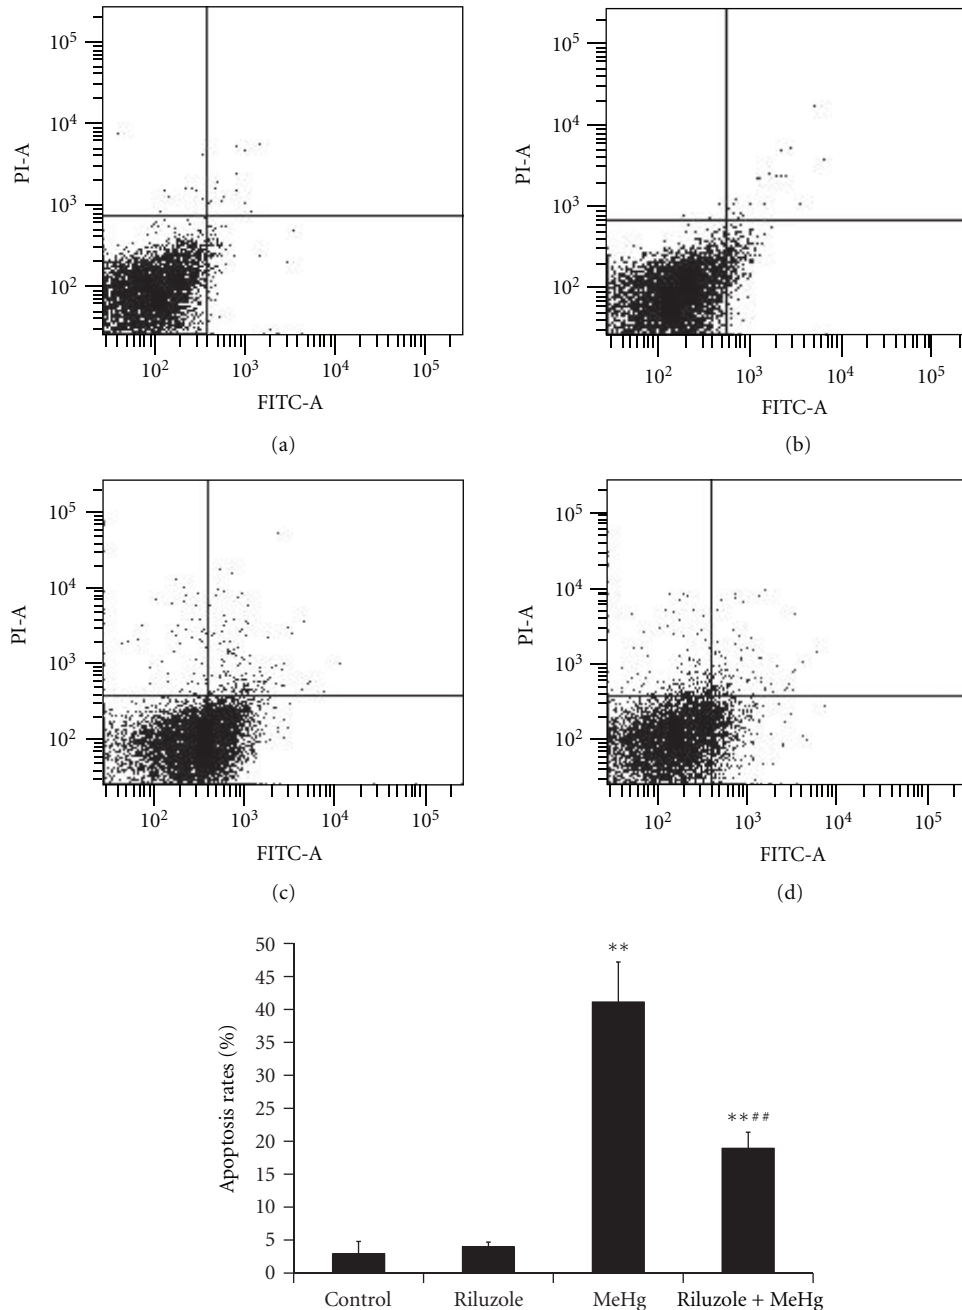 10^5
10^4
10^3
10^2
PI-A
10^2 10^3 10^4 10^5
FITC-A
(a)
10^5
10^4
10^3
10^2
PI-A
10^2 10^3 10^4 10^5
FITC-A
(b)
10^5
10^4
10^3
10^2
PI-A
10^2 10^3 10^4 10^5
FITC-A
(c)
10^5
10^4
10^3
10^2
PI-A
10^2 10^3 10^4 10^5
FITC-A
(d)
50
45
40
35
30
25
20
15
10
5
0
Apoptosis rates (%)
**
**##
Control Riluzole MeHg Riluzole + MeHg